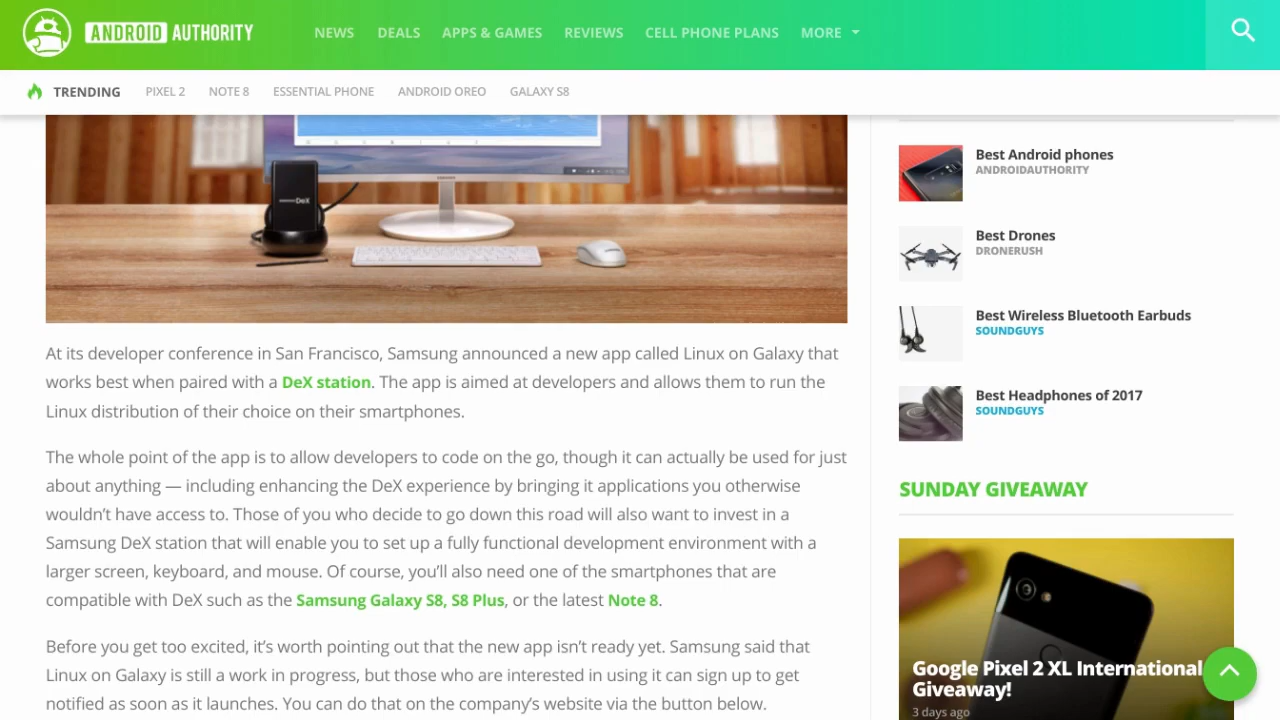 ANDROID AUTHORITY
NEWS DEALS APPS & GAMES REVIEWS CELL PHONE PLANS MORE
TRENDING PIXEL 2 NOTE 8 ESSENTIAL PHONE ANDROID OREO GALAXY S8
SAMSUNG
DeX
At its developer conference in San Francisco, Samsung announced a new app called Linux on Galaxy that
works best when paired with a DeX station. The app is aimed at developers and allows them to run the
Linux distribution of their choice on their smartphones.
The whole point of the app is to allow developers to code on the go, though it can actually be used for just
about anything — including enhancing the DeX experience by bringing it applications you otherwise
wouldn’t have access to. Those of you who decide to go down this road will also want to invest in a
Samsung DeX station that will enable you to set up a fully functional development environment with a
larger screen, keyboard, and mouse. Of course, you’ll also need one of the smartphones that are
compatible with DeX such as the Samsung Galaxy S8, S8 Plus, or the latest Note 8.
Before you get too excited, it’s worth pointing out that the new app isn’t ready yet. Samsung said that
Linux on Galaxy is still a work in progress, but those who are interested in using it can sign up to get
notified as soon as it launches. You can do that on the company’s website via the button below.
Best Android phones
ANDROIDAUTHORITY
Best Drones
DRONERUSH
Best Wireless Bluetooth Earbuds
SOUNDGUYS
Best Headphones of 2017
SOUNDGUYS
SUNDAY GIVEAWAY
Google Pixel 2 XL International
Giveaway!
3 days ago